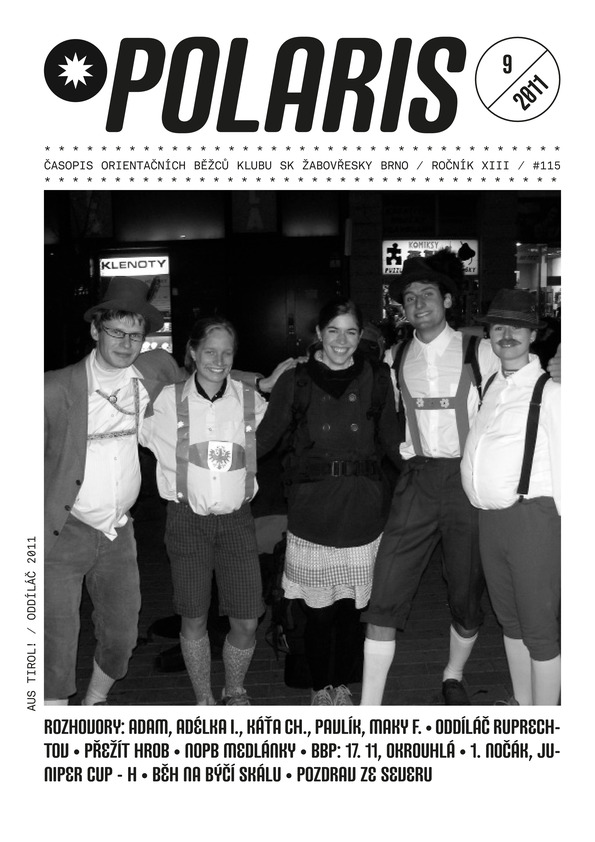 POLARIS
9
2011
ČASOPIS ORIENTAČNÍCH BĚŽCŮ KLUBU SK ŽABOVŘESKY BRNO / ROČNÍK XIII / #115
KLENOTY
KOMIKSY
PUZZLE
AUS TIROL! / ODDÍLÁČ 2011
ROZHOVORY: ADAM, ADÉLKA I., KÁŤA CH., PAVLÍK, MAKY F. • ODDÍLÁČ RUPRECH-
TOV • PŘEŽÍT HROB • NOPB MEDLÁNKY • BBP: 17. 11, OKROUHLÁ • 1. NOČÁK, JU-
NIPER CUP - H • BĚH NA BÝČÍ SKÁLU • POZDRAV ZE SEVERU